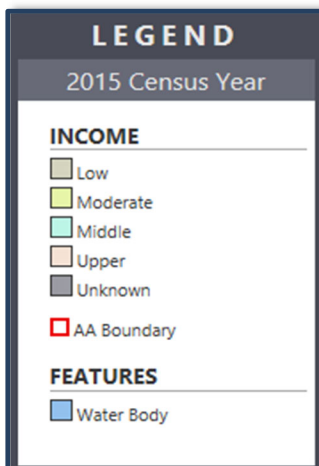 LEGEND
2015 Census Year
INCOME
Low
Moderate
Middle
Upper
Unknown
AA Boundary
FEATURES
Water Body